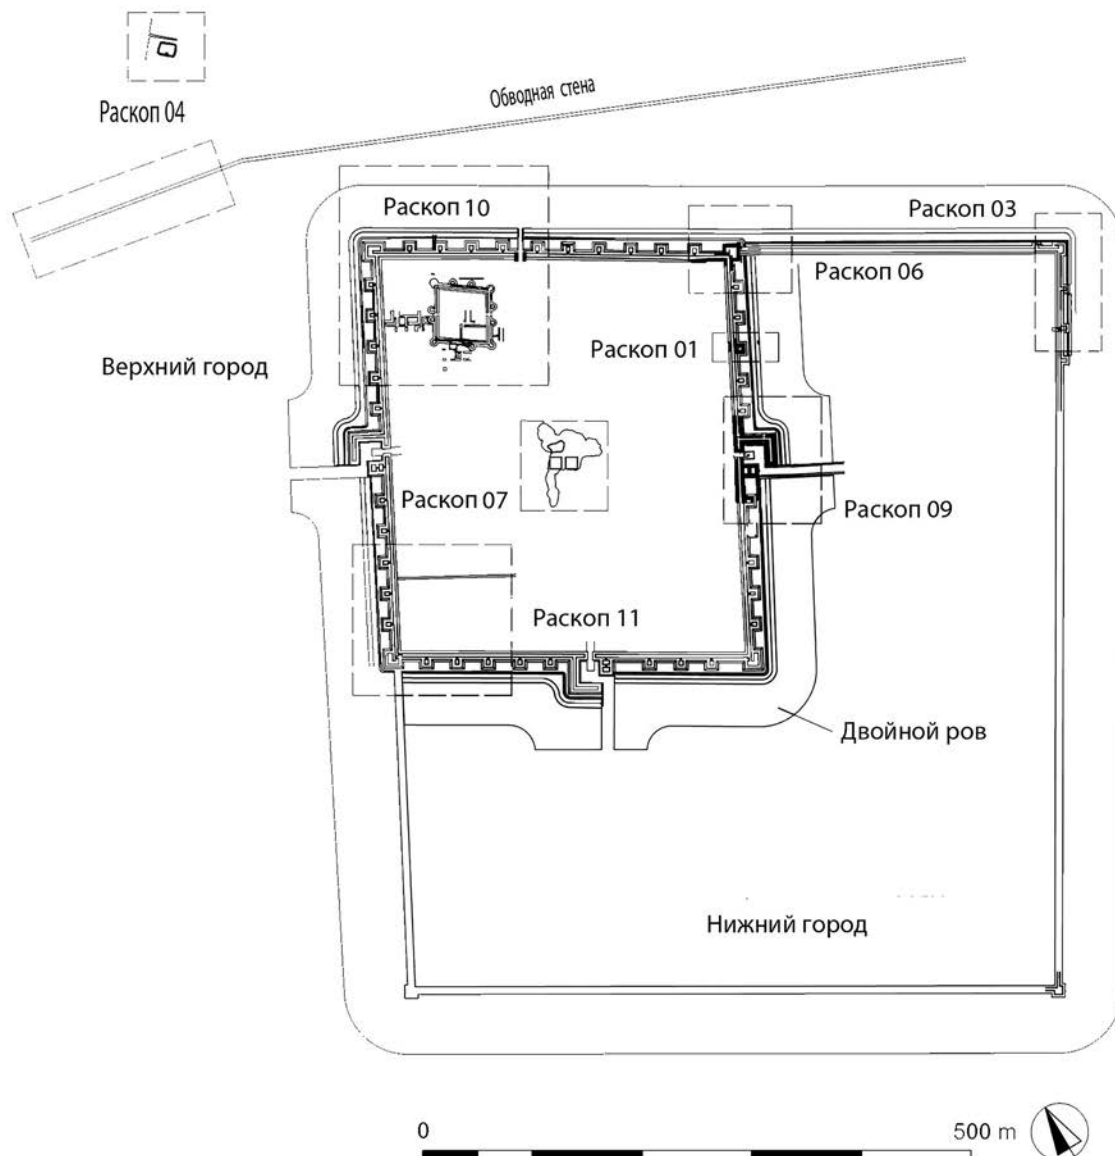 Раскоп 04
Обводная стена
Раскоп 10
Раскоп 03
Раскоп 06
Раскоп 01
Верхний город
Раскоп 07
Раскоп 09
Раскоп 11
Двойной ров
Нижний город
0
500 m